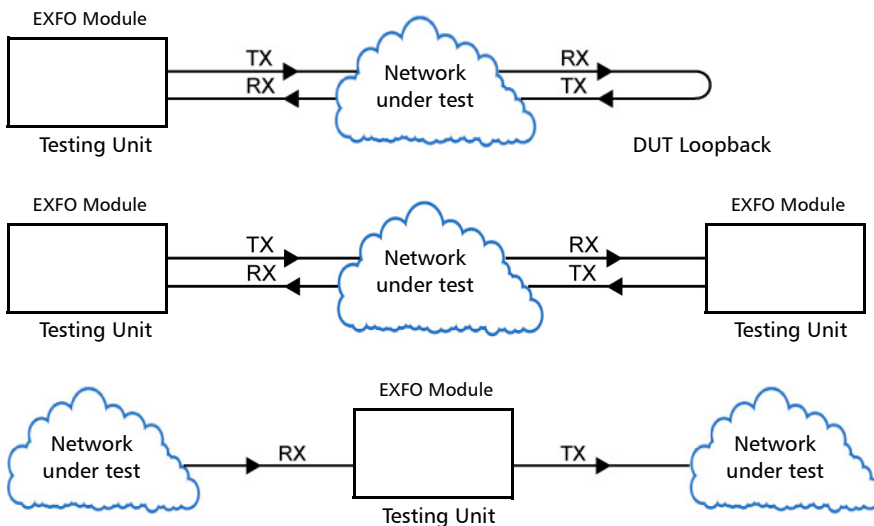 EXFO Module
TX
RX
Network
under test
RX
TX
Testing Unit
DUT Loopback
EXFO Module
EXFO Module
TX
RX
Network
under test
RX
TX
Testing Unit
Testing Unit
EXFO Module
Network
under test
RX
TX
Network
under test
Testing Unit